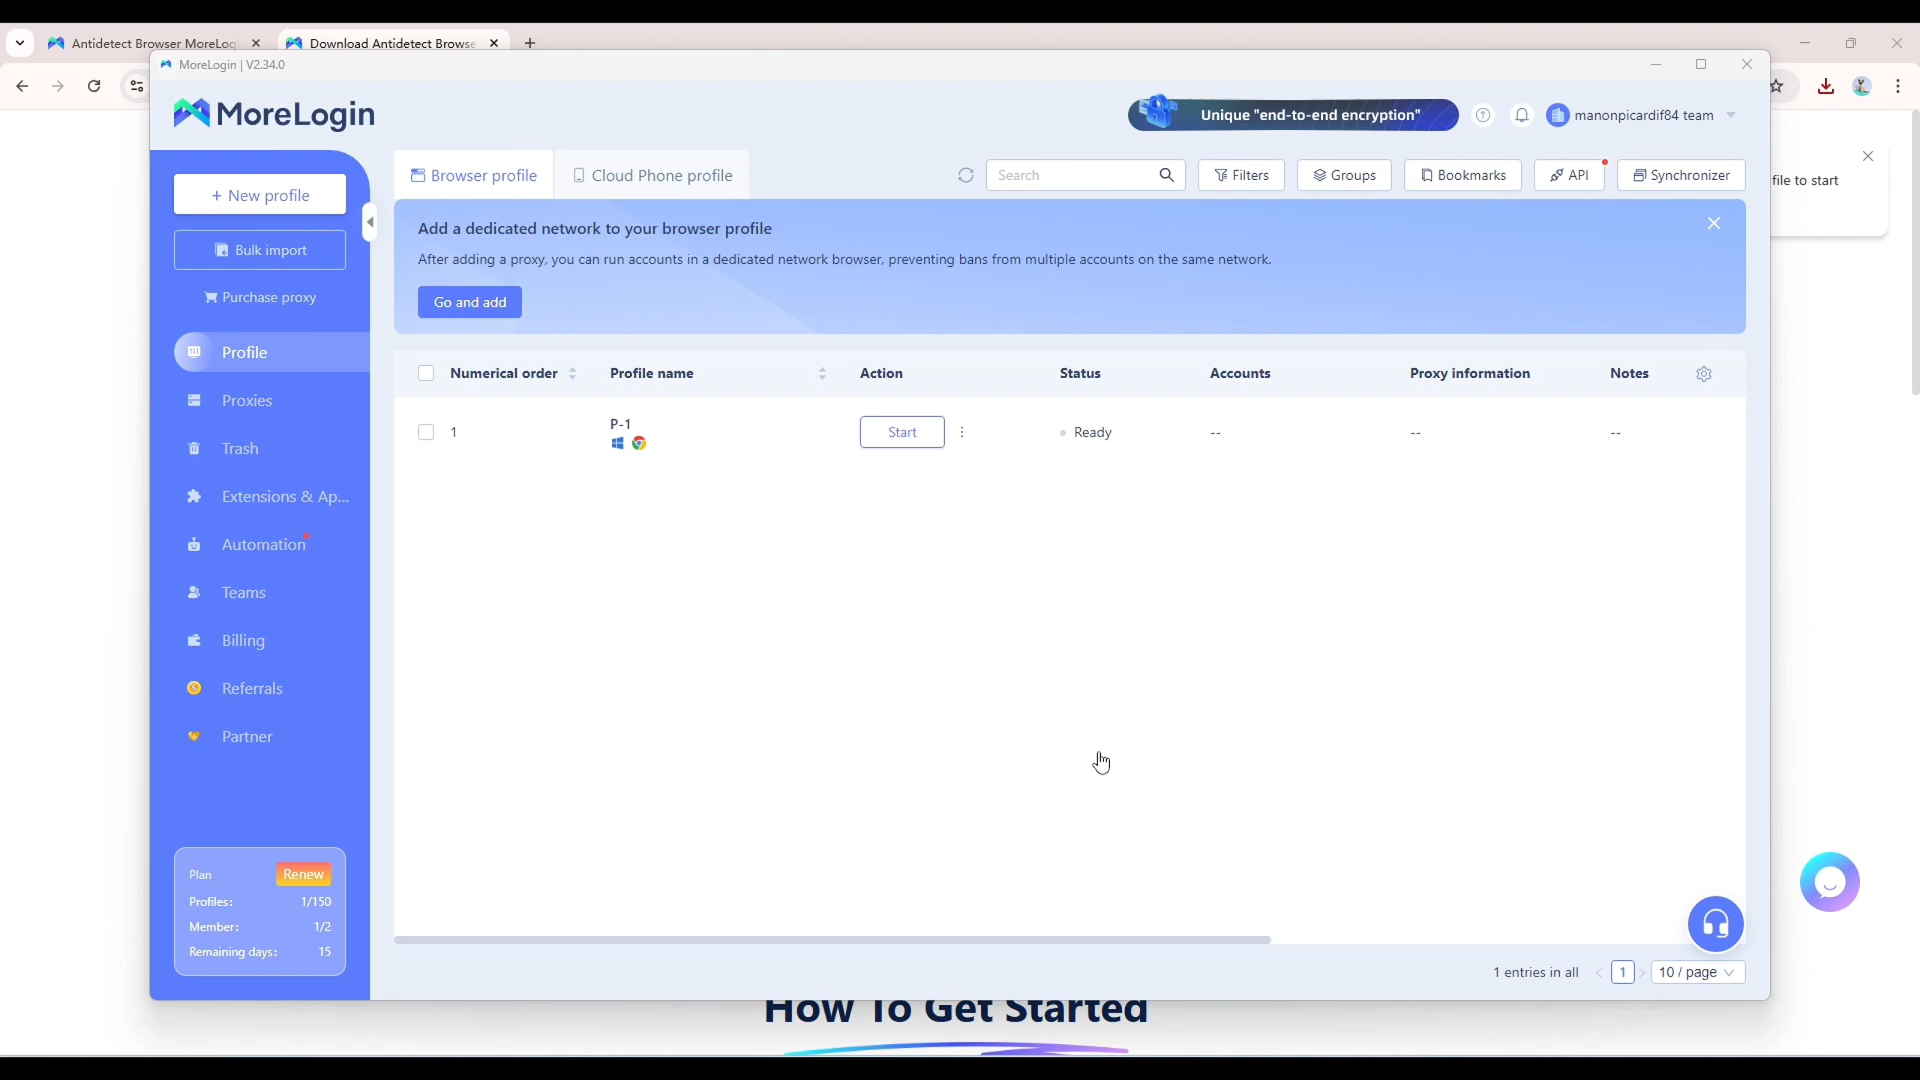 Antidetect Browser MoreLog
Download Antidetect Browse
MoreLogin | V2.34.0
MoreLogin
Unique "end-to-end encryption"
manonpicardif84 team
+ New profile
Bulk import
Purchase proxy
Profile
Proxies
Trash
Extensions & Ap...
Automation
Teams
Billing
Referrals
Partner
Plan
Renew
Profiles: 1/150
Member: 1/2
Remaining days: 15
Browser profile
Cloud Phone profile
Search
Filters
Groups
Bookmarks
API
Synchronizer
file to start
Add a dedicated network to your browser profile
After adding a proxy, you can run accounts in a dedicated network browser, preventing bans from multiple accounts on the same network.
Go and add
Numerical order Profile name Action Status Accounts Proxy information Notes
1 P-1 Start Ready -- -- --
1 entries in all < 1 > 10 / page
How To Get Started